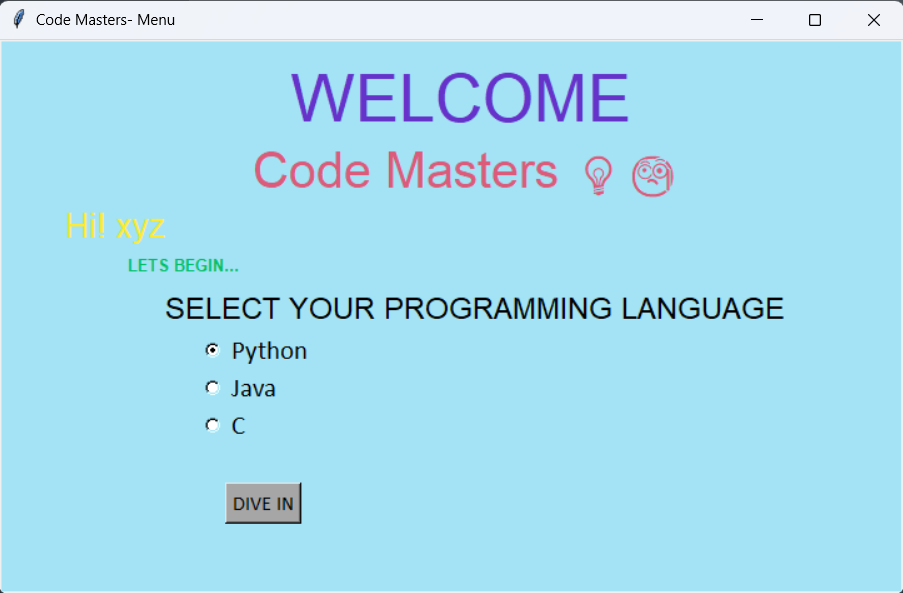 Code Masters- Menu
WELCOME
Code Masters 💡 🧐
Hi! xyz
LETS BEGIN...
SELECT YOUR PROGRAMMING LANGUAGE
Python
Java
C
DIVE IN